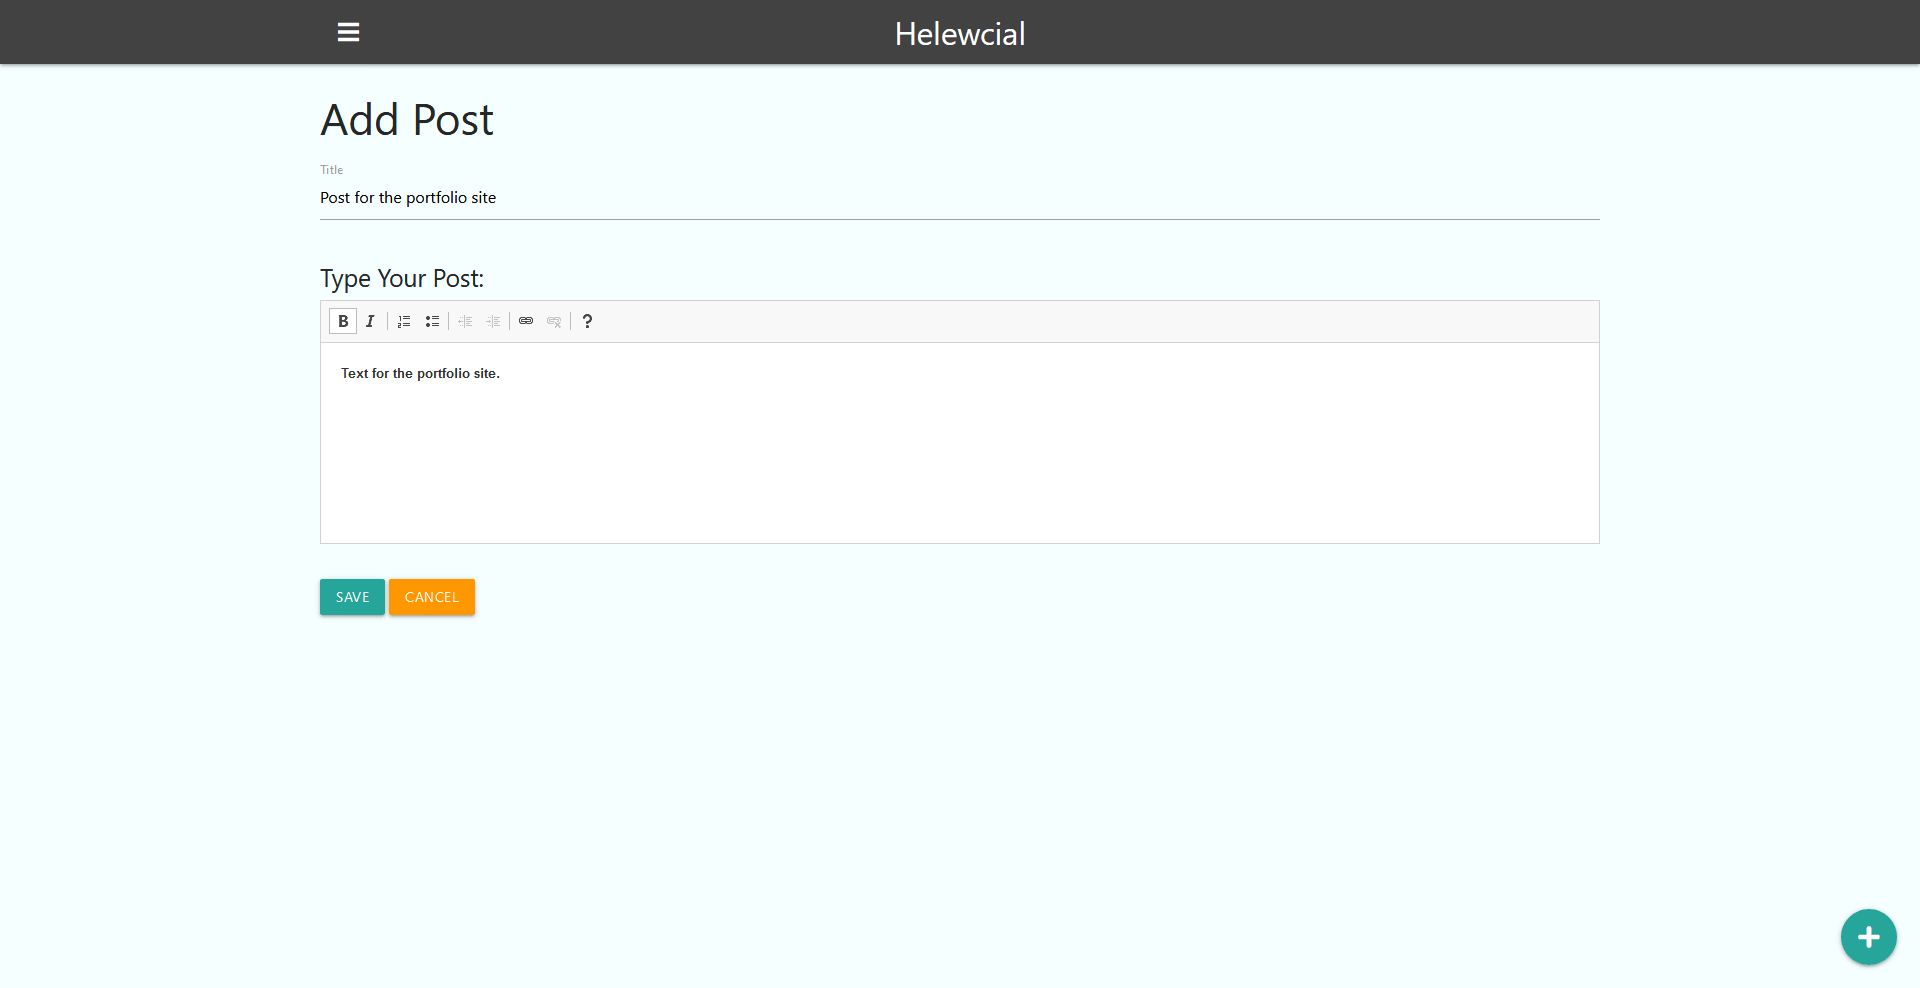 Helewcial
Add Post
Title
Post for the portfolio site
Type Your Post:
B I ?
Text for the portfolio site.
SAVE CANCEL